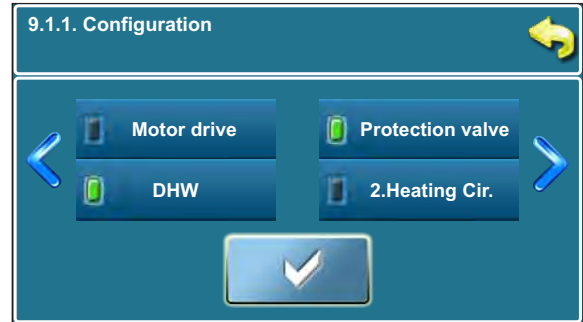 9.1.1. Configuration
Motor drive
Protection valve
DHW
2.Heating Cir.